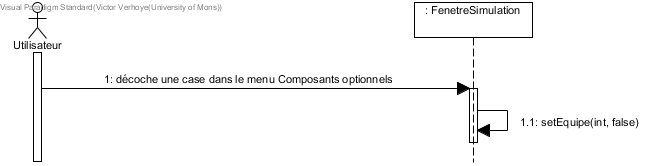 Visual Paradigm Standard(Victor Verhoye(University of Mons))
: FenetreSimulation
Utilisateur
1: décoche une case dans le menu Composants optionnels
1.1: setEquipe(int, false)